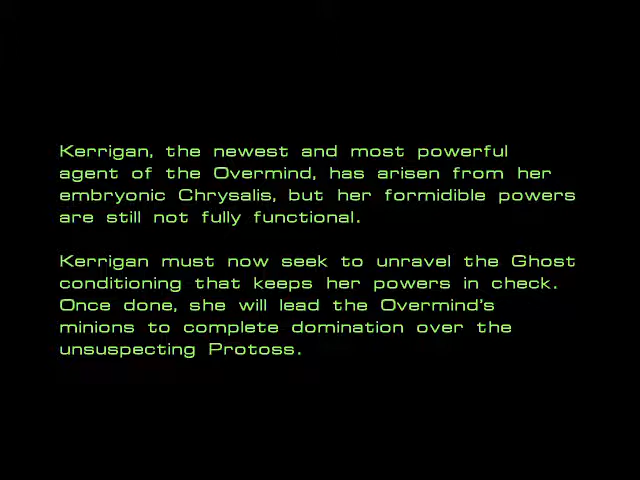 Kerrigan, the newest and most powerful
agent of the Overmind, has arisen from her
embryonic Chrysalis, but her formidible powers
are still not fully functional.
Kerrigan must now seek to unravel the Ghost
conditioning that keeps her powers in check.
Once done, she will lead the Overmind's
minions to complete domination over the
unsuspecting Protoss.